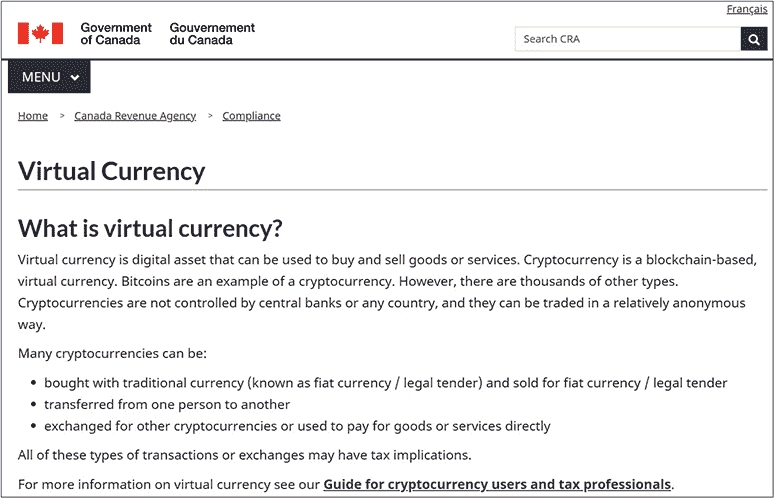 Français
Government
of Canada
Gouvernement
du Canada
Search CRA
MENU
Home > Canada Revenue Agency > Compliance
Virtual Currency
What is virtual currency?
Virtual currency is digital asset that can be used to buy and sell goods or services. Cryptocurrency is a blockchain-based,
virtual currency. Bitcoins are an example of a cryptocurrency. However, there are thousands of other types.
Cryptocurrencies are not controlled by central banks or any country, and they can be traded in a relatively anonymous
way.
Many cryptocurrencies can be:
• bought with traditional currency (known as fiat currency / legal tender) and sold for fiat currency / legal tender
• transferred from one person to another
• exchanged for other cryptocurrencies or used to pay for goods or services directly
All of these types of transactions or exchanges may have tax implications.
For more information on virtual currency see our Guide for cryptocurrency users and tax professionals.